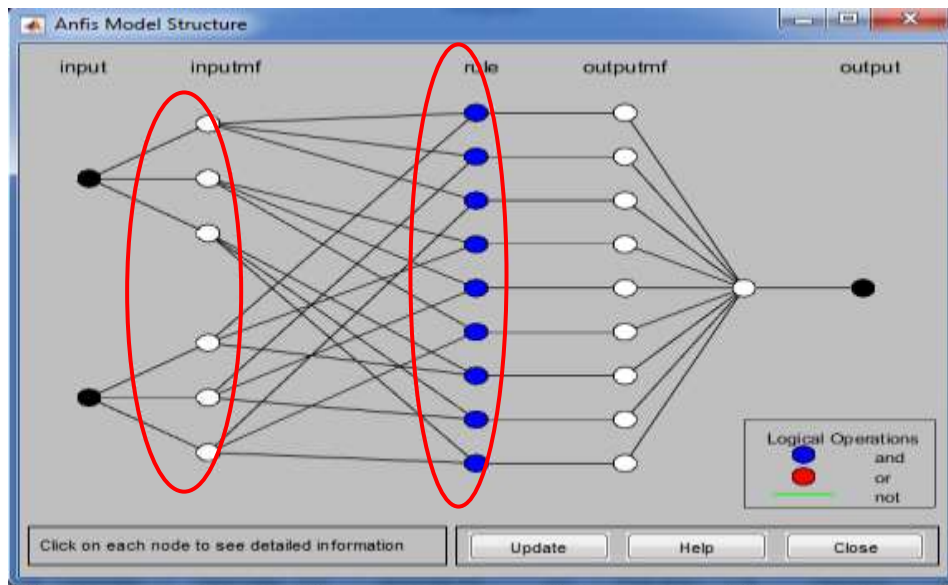 Anfis Model Structure
input inputmf rule outputmf output
Logical Operations
and
or
not
Click on each node to see detailed information
Update Help Close